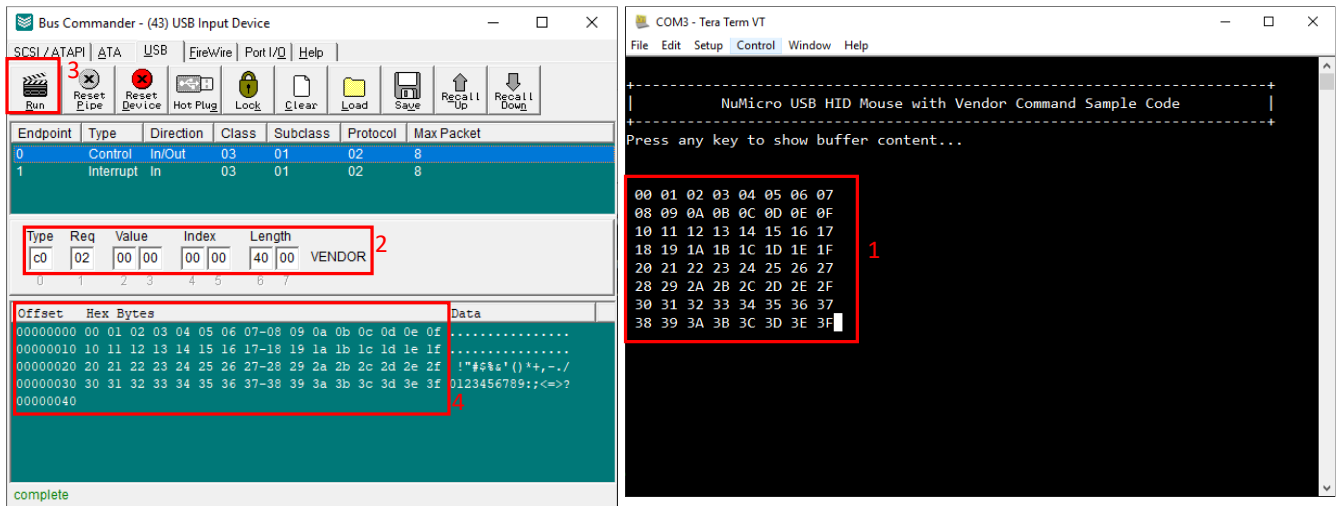 Bus Commander - (43) USB Input Device
SCSI / ATAPI ATA USB FireWire Port I/O Help
3
Run Reset Pipe Reset Device Hot Plug Lock Clear Load Save Recall Up Recall Down
Endpoint Type Direction Class Subclass Protocol Max Packet
0 Control In/Out 03 01 02 8
1 Interrupt In 03 01 02 8
Type Req Value Index Length
c0 02 00 00 00 00 40 00 VENDOR 2
0 1 2 3 4 5 6 7
Offset Hex Bytes Data
00000000 00 01 02 03 04 05 06 07-08 09 0a 0b 0c 0d 0e 0f ................
00000010 10 11 12 13 14 15 16 17-18 19 1a 1b 1c 1d 1e 1f ................
00000020 20 21 22 23 24 25 26 27-28 29 2a 2b 2c 2d 2e 2f  !"#$%&'()*+,-./
00000030 30 31 32 33 34 35 36 37-38 39 3a 3b 3c 3d 3e 3f 0123456789:;<=>?
00000040
4
complete
COM3 - Tera Term VT
File Edit Setup Control Window Help
NuMicro USB HID Mouse with Vendor Command Sample Code
Press any key to show buffer content...
00 01 02 03 04 05 06 07
08 09 0A 0B 0C 0D 0E 0F
10 11 12 13 14 15 16 17
18 19 1A 1B 1C 1D 1E 1F
20 21 22 23 24 25 26 27
28 29 2A 2B 2C 2D 2E 2F
30 31 32 33 34 35 36 37
38 39 3A 3B 3C 3D 3E 3F
1